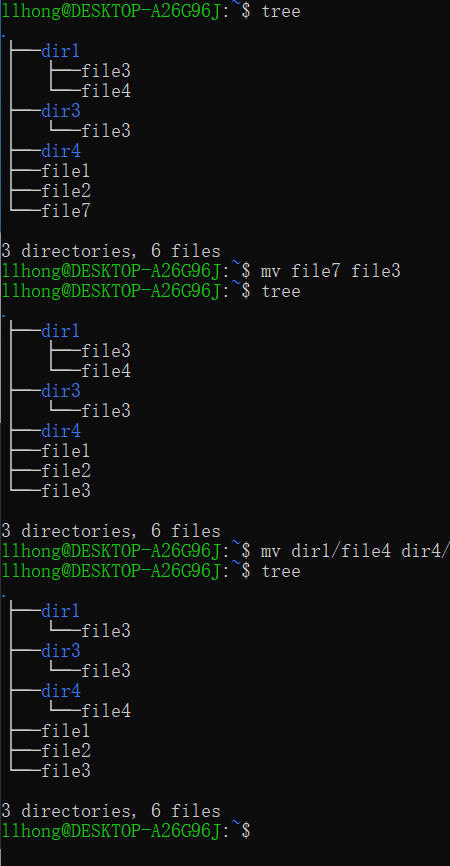 llhong@DESKTOP-A26G96J:~$ tree
.
├──dir1
│   ├──file3
│   └──file4
├──dir3
│   └──file3
├──dir4
├──file1
├──file2
└──file7
3 directories, 6 files
llhong@DESKTOP-A26G96J:~$ mv file7 file3
llhong@DESKTOP-A26G96J:~$ tree
.
├──dir1
│   ├──file3
│   └──file4
├──dir3
│   └──file3
├──dir4
├──file1
├──file2
└──file3
3 directories, 6 files
llhong@DESKTOP-A26G96J:~$ mv dir1/file4 dir4/
llhong@DESKTOP-A26G96J:~$ tree
.
├──dir1
│   └──file3
├──dir3
│   └──file3
├──dir4
│   └──file4
├──file1
├──file2
└──file3
3 directories, 6 files
llhong@DESKTOP-A26G96J:~$